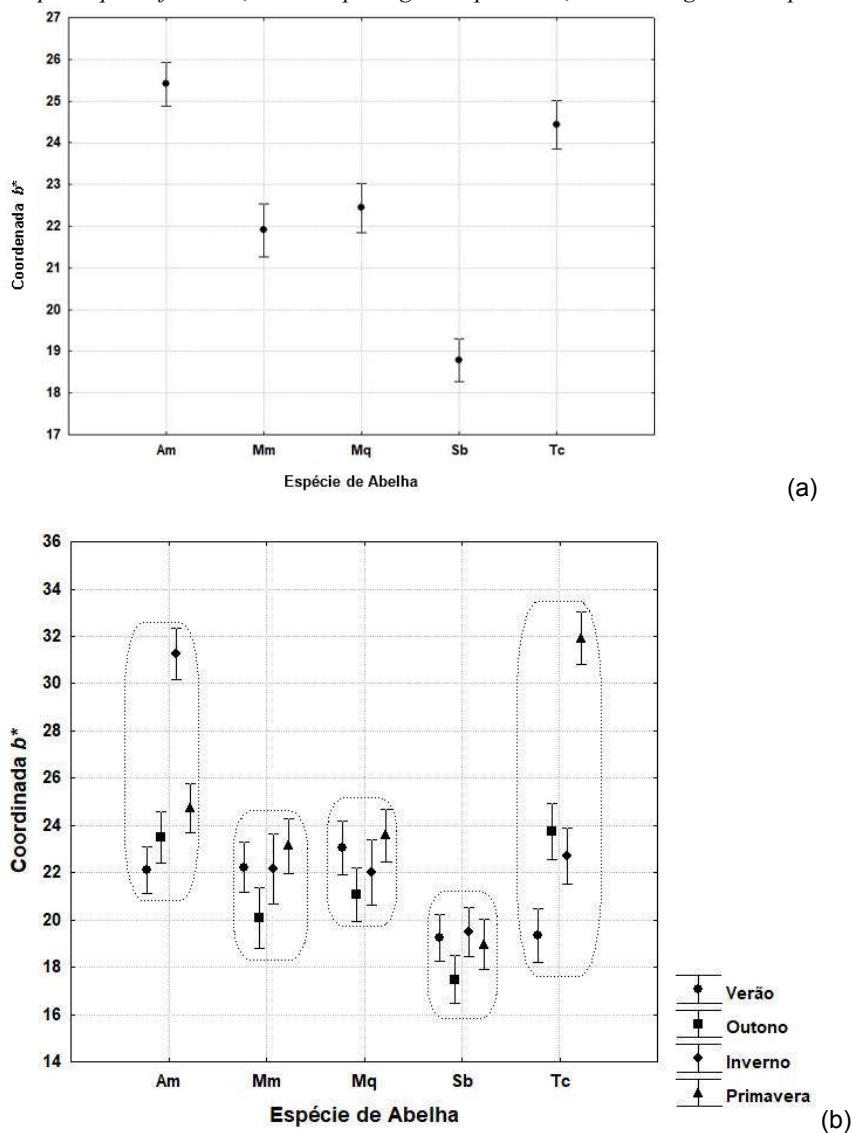 27
26
25
24
23
22
21
20
19
18
17
Coordenada b*
Am Mm Mq Sb Tc
Espécie de Abelha
(a)
36
34
32
30
28
26
24
22
20
18
16
14
Coordinada b*
Am Mm Mq Sb Tc
Espécie de Abelha
Verão
Outono
Inverno
Primavera
(b)